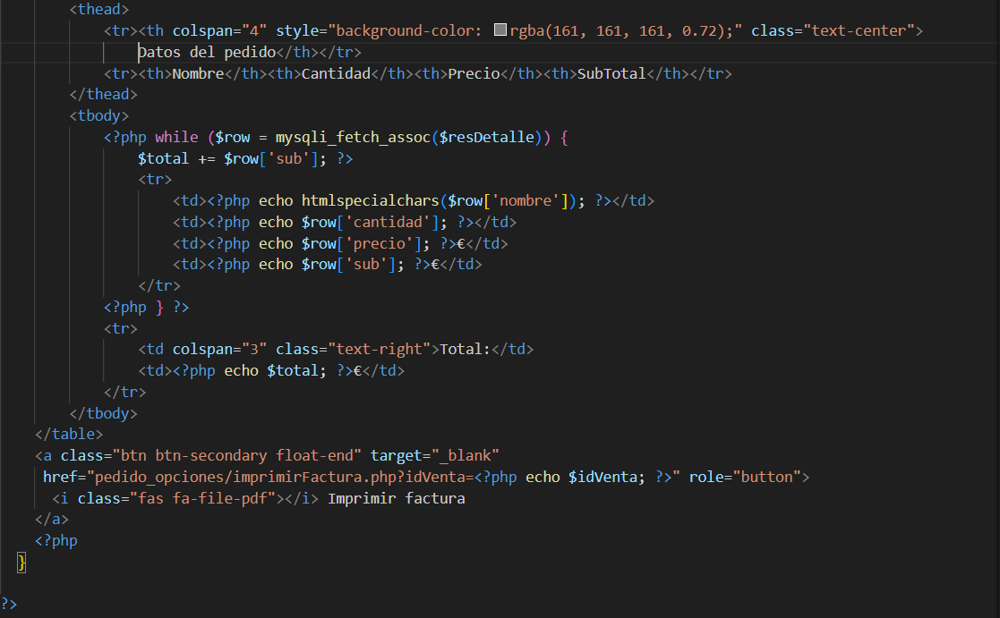 <thead>
<tr><th colspan="4" style="background-color: rgba(161, 161, 161, 0.72);" class="text-center">
Datos del pedido</th></tr>
<tr><th>Nombre</th><th>Cantidad</th><th>Precio</th><th>SubTotal</th></tr>
</thead>
<tbody>
<?php while ($row = mysqli_fetch_assoc($resDetalle)) {
$total += $row['sub']; ?>
<tr>
<td><?php echo htmlspecialchars($row['nombre']); ?></td>
<td><?php echo $row['cantidad']; ?></td>
<td><?php echo $row['precio']; ?>€</td>
<td><?php echo $row['sub']; ?>€</td>
</tr>
<?php } ?>
<tr>
<td colspan="3" class="text-right">Total:</td>
<td><?php echo $total; ?>€</td>
</tr>
</tbody>
</table>
<a class="btn btn-secondary float-end" target="_blank"
href="pedido_opciones/imprimirFactura.php?idVenta=<?php echo $idVenta; ?>" role="button">
<i class="fas fa-file-pdf"></i> Imprimir factura
</a>
<?php
}
?>